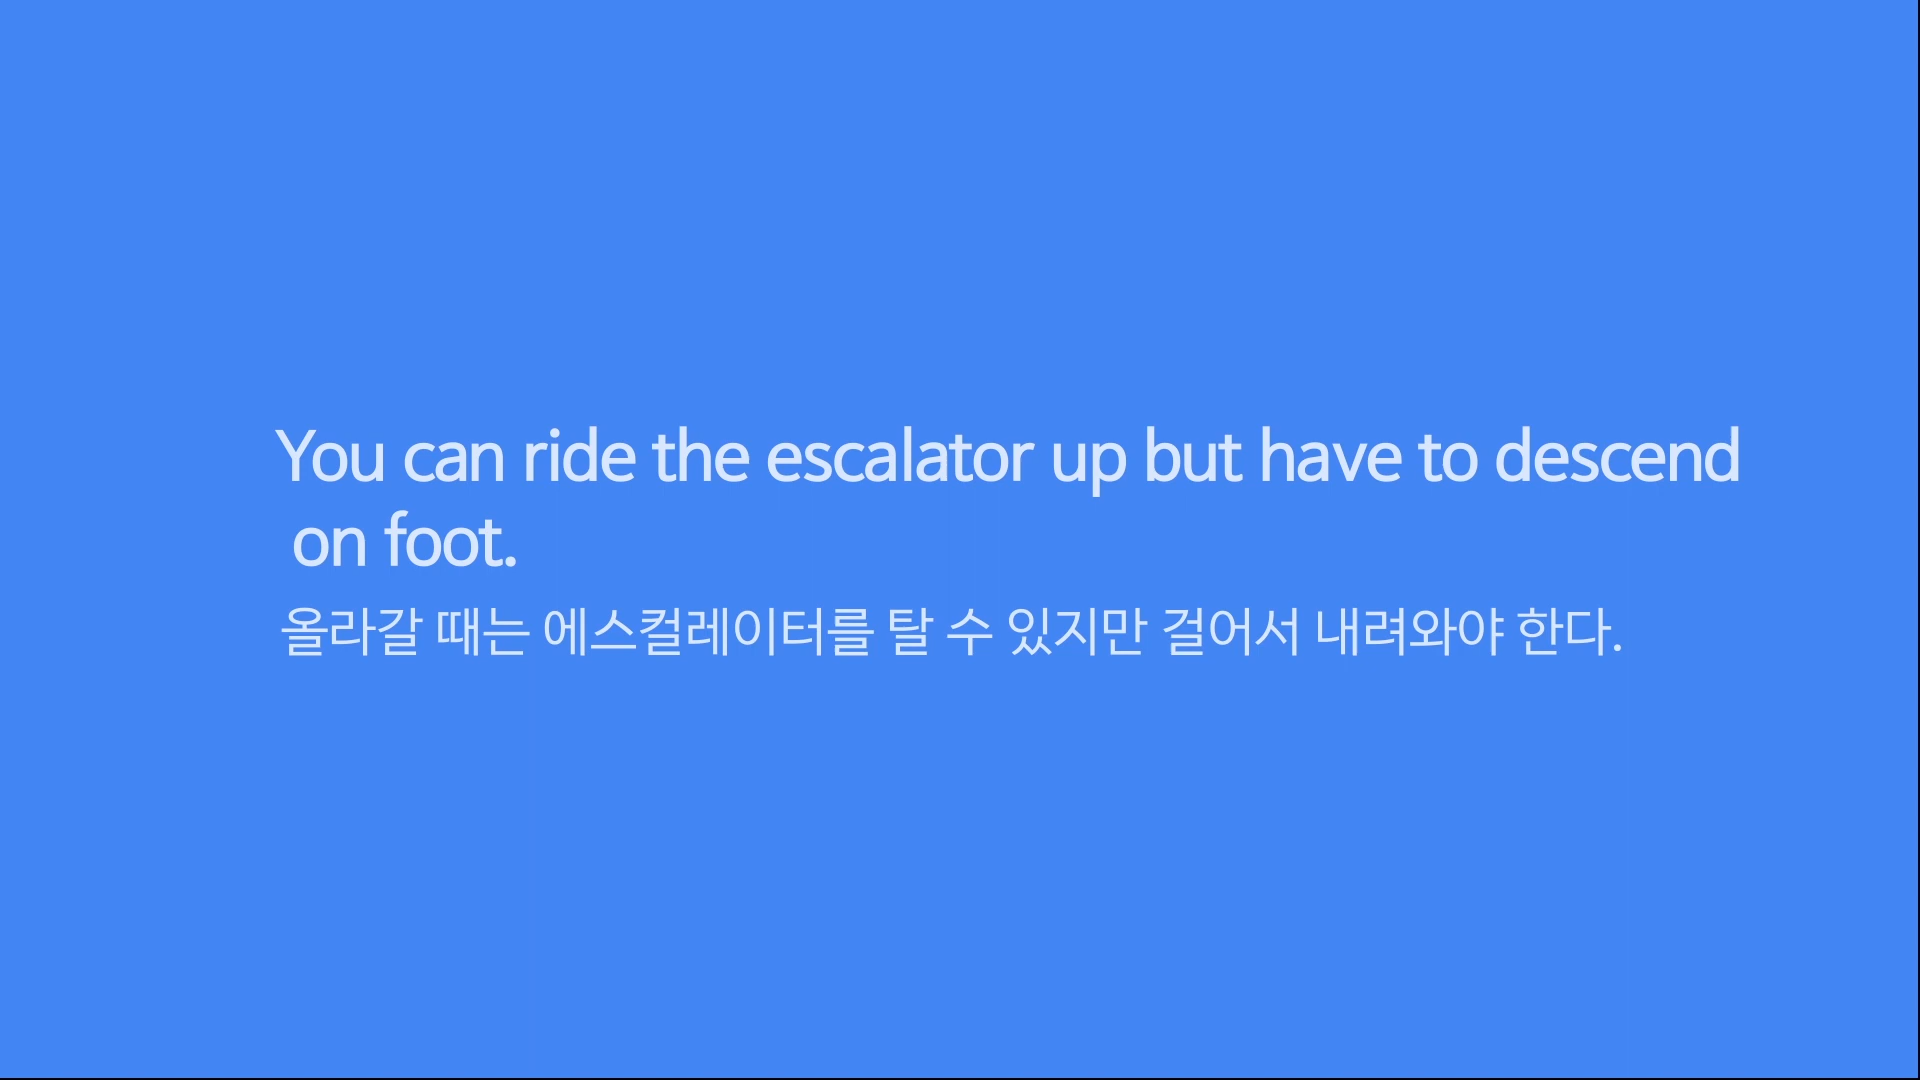 You can ride the escalator up but have to descend
on foot.
올라갈 때는 에스컬레이터를 탈 수 있지만 걸어서 내려와야 한다.